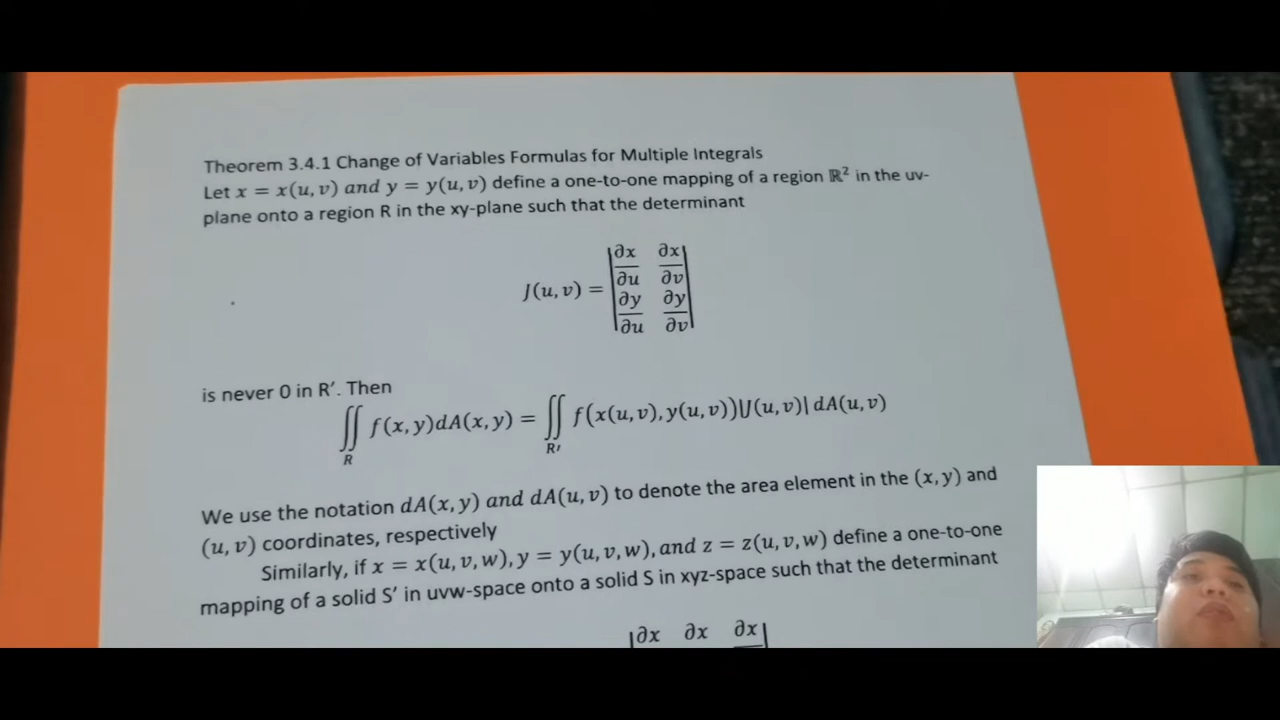 Theorem 3.4.1 Change of Variables Formulas for Multiple Integrals
Let x = x(u, v) and y = y(u, v) define a one-to-one mapping of a region ℝ² in the uv-
plane onto a region R in the xy-plane such that the determinant
J(u, v) = |∂x/∂u ∂x/∂v|
|∂y/∂u ∂y/∂v|
is never 0 in R′. Then
∬_R f(x, y)dA(x, y) = ∬_R′ f(x(u, v), y(u, v))|J(u, v)| dA(u, v)
We use the notation dA(x, y) and dA(u, v) to denote the area element in the (x, y) and
(u, v) coordinates, respectively
Similarly, if x = x(u, v, w), y = y(u, v, w), and z = z(u, v, w) define a one-to-one
mapping of a solid S′ in uvw-space onto a solid S in xyz-space such that the determinant
|∂x ∂x ∂x|